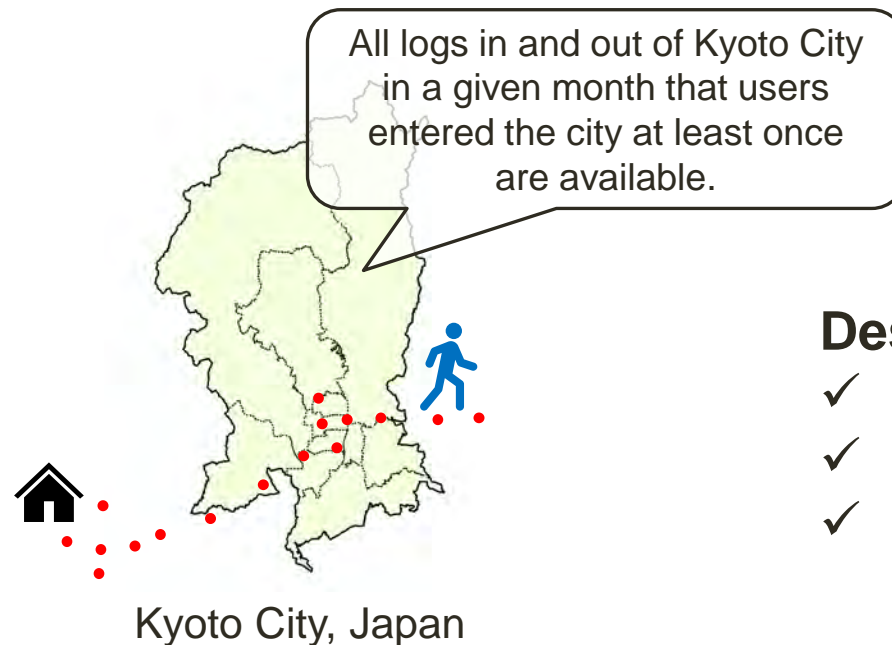 All logs in and out of Kyoto City
in a given month that users
entered the city at least once
are available.
Des
✓
✓
✓
Kyoto City, Japan